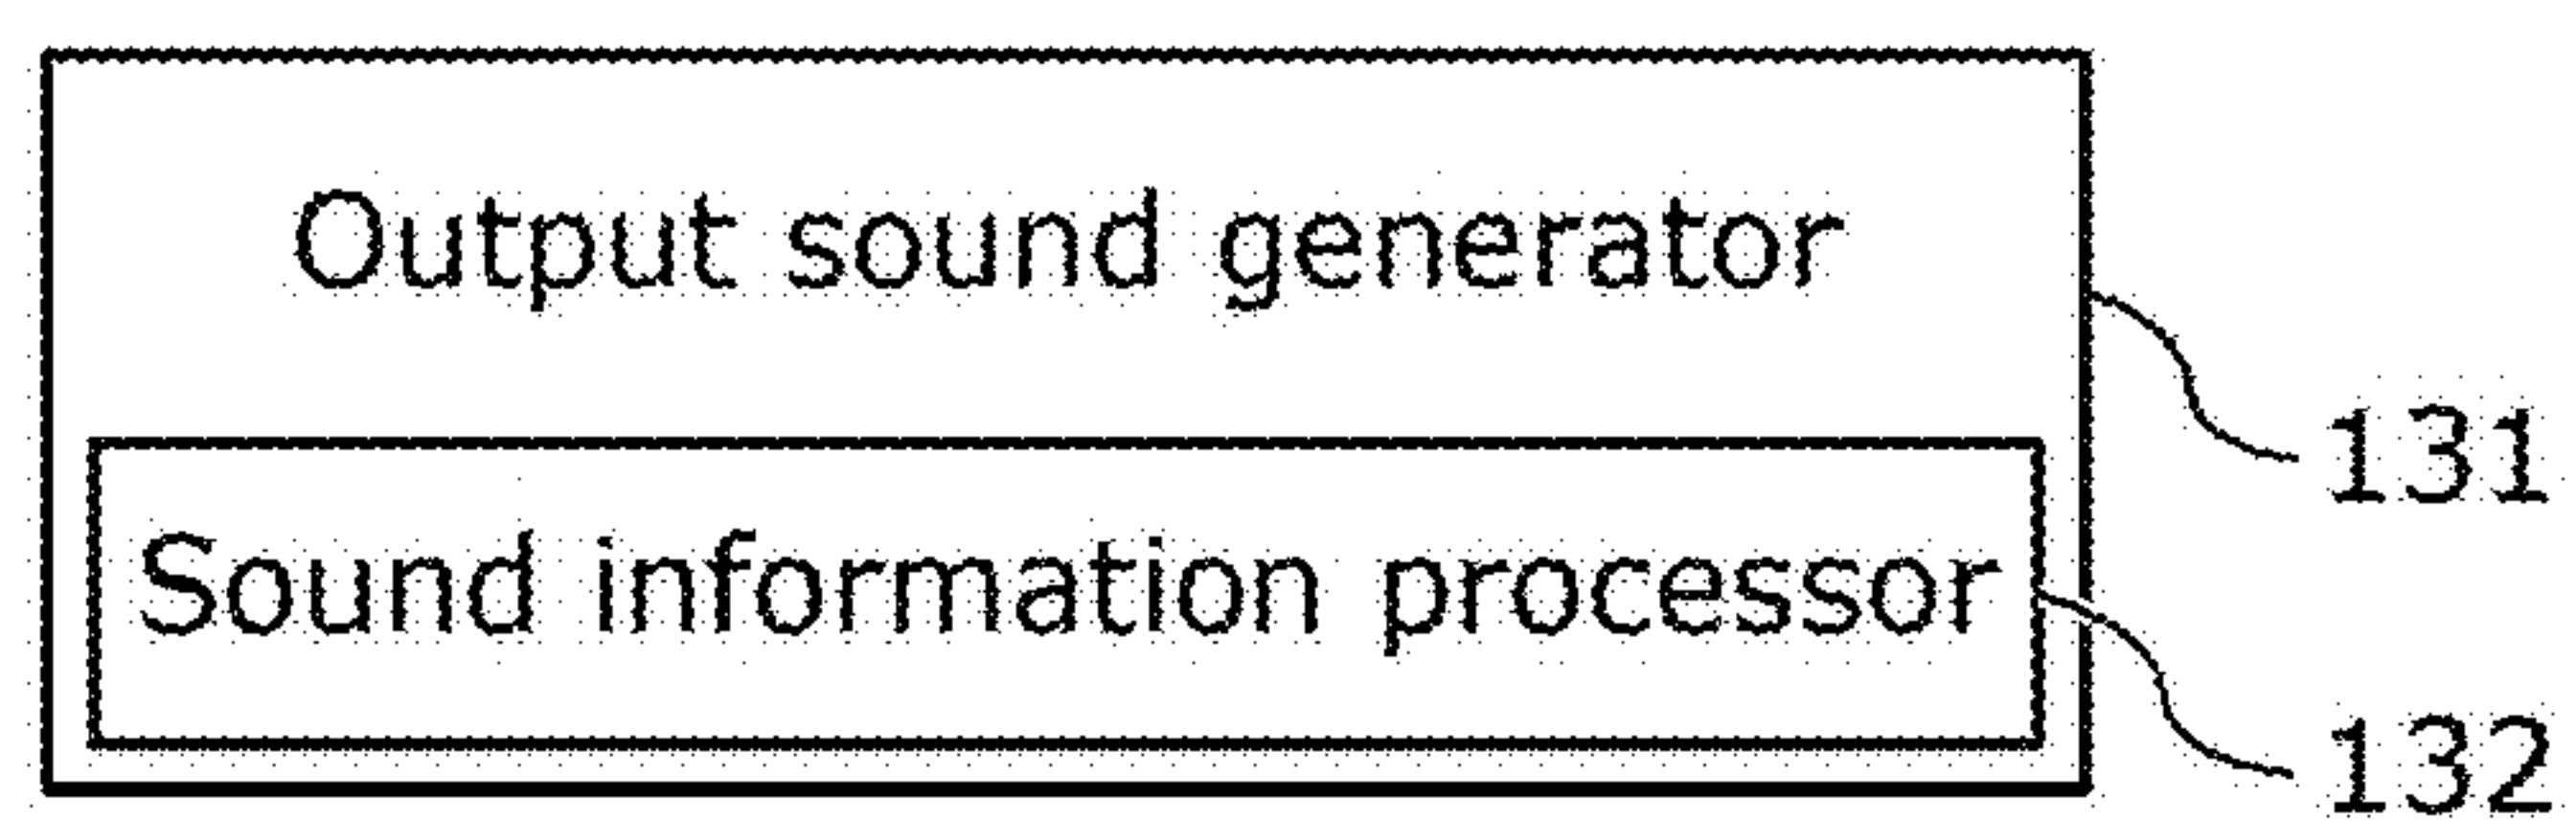 Output sound generator
131
Sound information processor
132